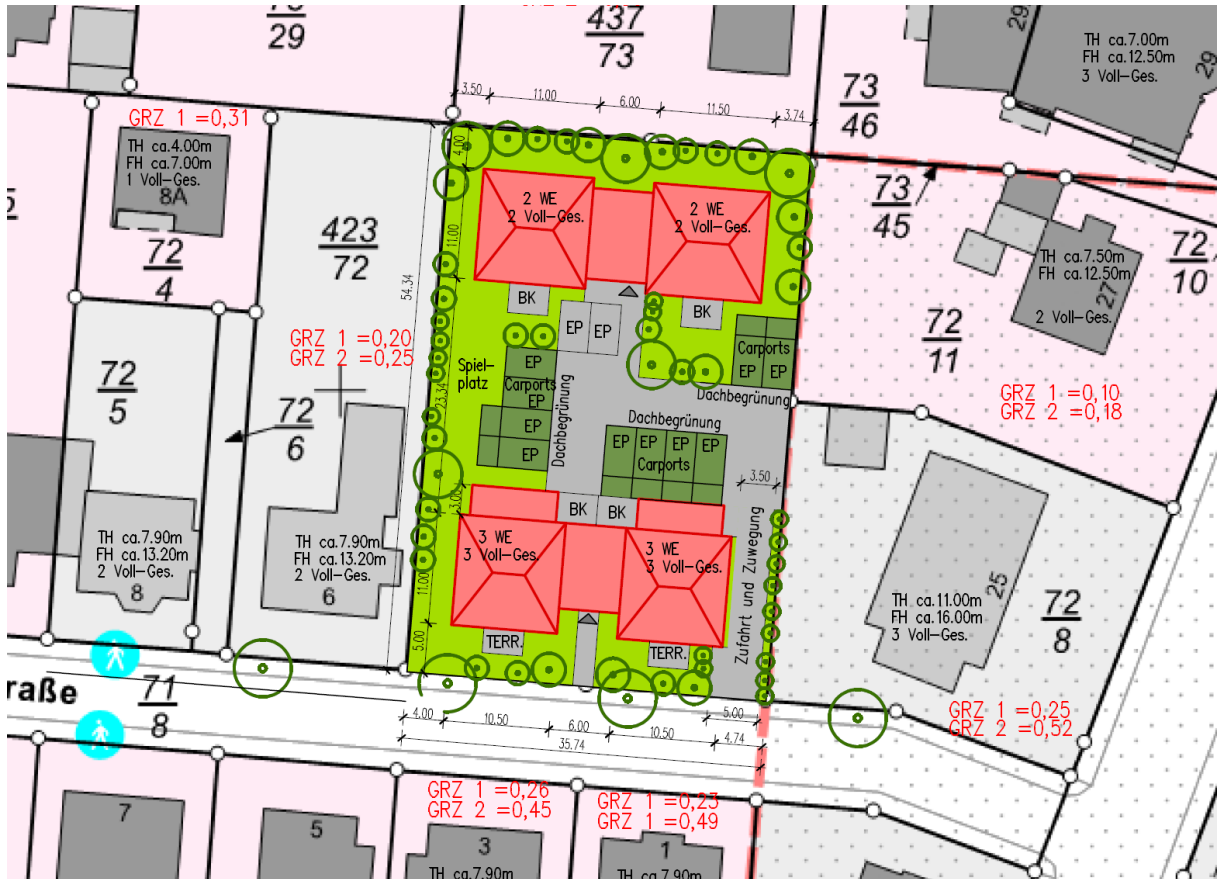 29
437
73
29
29
TH ca.7.00m
FH ca.12.50m
3 Voll-Ges.
73
46
3.50
11.00
6.00
11.50
3.74
GRZ 1 =0,31
TH ca.4.00m
FH ca.7.00m
1 Voll-Ges.
8A
72
4
423
72
4.00
11.00
54.34
23.34
3.00
11.00
5.00
2 WE
2 Voll-Ges.
2 WE
2 Voll-Ges.
73
45
TH ca.7.50m
FH ca.12.50m
27
2 Voll-Ges.
72
10
72
11
BK
BK
EP
EP
GRZ 1 =0,20
GRZ 2 =0,25
Spiel-
platz
EP
Carports
EP
EP
EP
Dachbegrünung
Carports
EP
EP
Dachbegrünung
Dachbegrünung
EP
EP
EP
EP
Carports
3.50
GRZ 1 =0,10
GRZ 2 =0,18
72
5
72
6
BK
BK
3 WE
3 Voll-Ges.
3 WE
3 Voll-Ges.
Zufahrt und Zuwegung
TH ca.7.90m
FH ca.13.20m
2 Voll-Ges.
8
TH ca.7.90m
FH ca.13.20m
2 Voll-Ges.
6
25
TH ca.11.00m
FH ca.16.00m
3 Voll-Ges.
72
8
TERR.
TERR.
raße
71
8
4.00
10.50
6.00
10.50
5.00
4.74
35.74
GRZ 1 =0,25
GRZ 2 =0,52
GRZ 1 =0,26
GRZ 2 =0,45
GRZ 1 =0,23
GRZ 1 =0,49
7
5
3
TH ca.7.90m
1
TH ca.7.90m